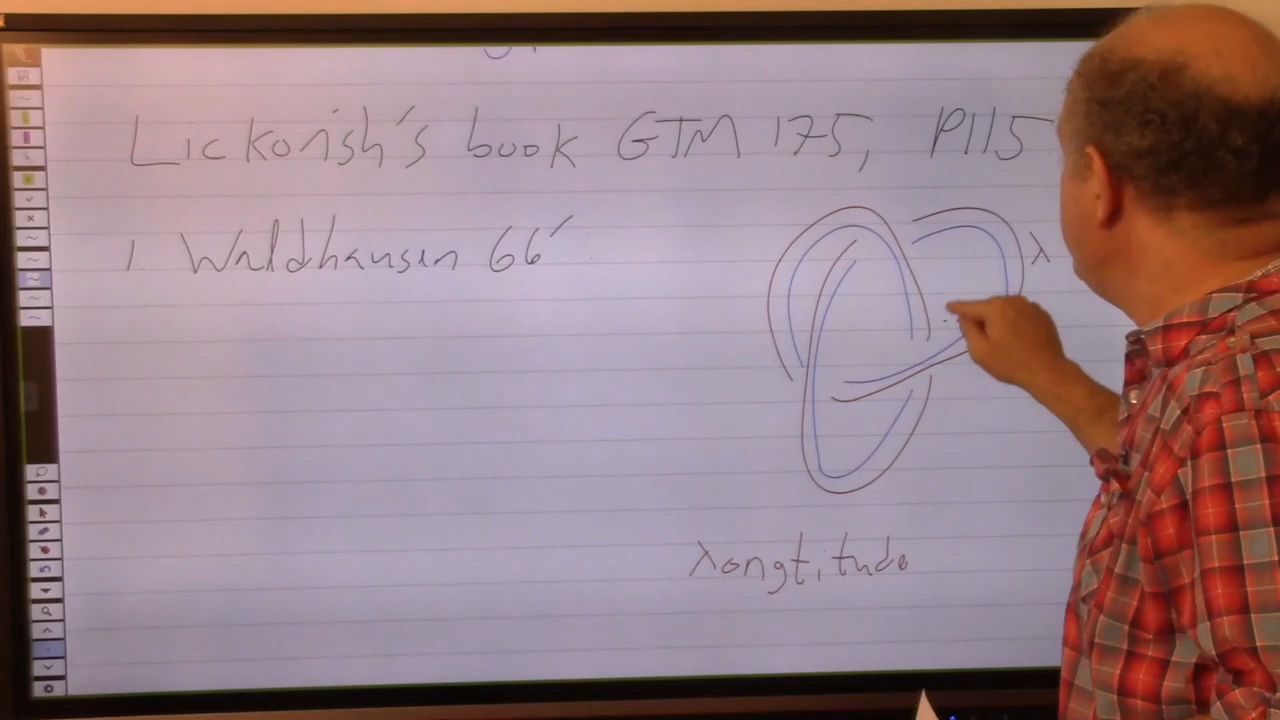 Lickorish's book GTM 175, P115
1. Waldhausen 66'
λ
λongtitude